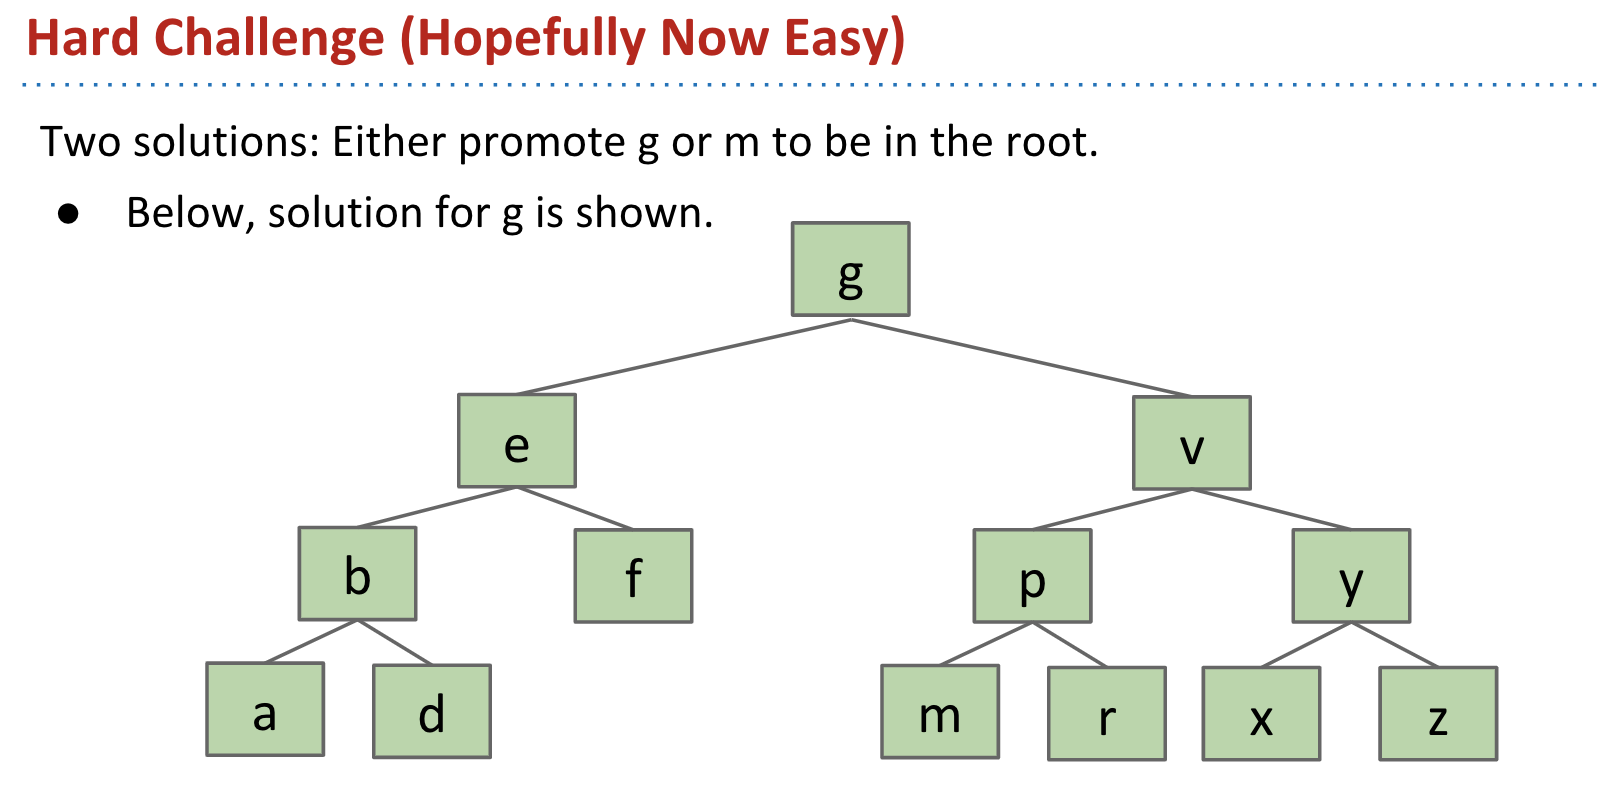 Hard Challenge (Hopefully Now Easy)
Two solutions: Either promote g or m to be in the root.
● Below, solution for g is shown.
g
e v
b f p y
a d m r x z